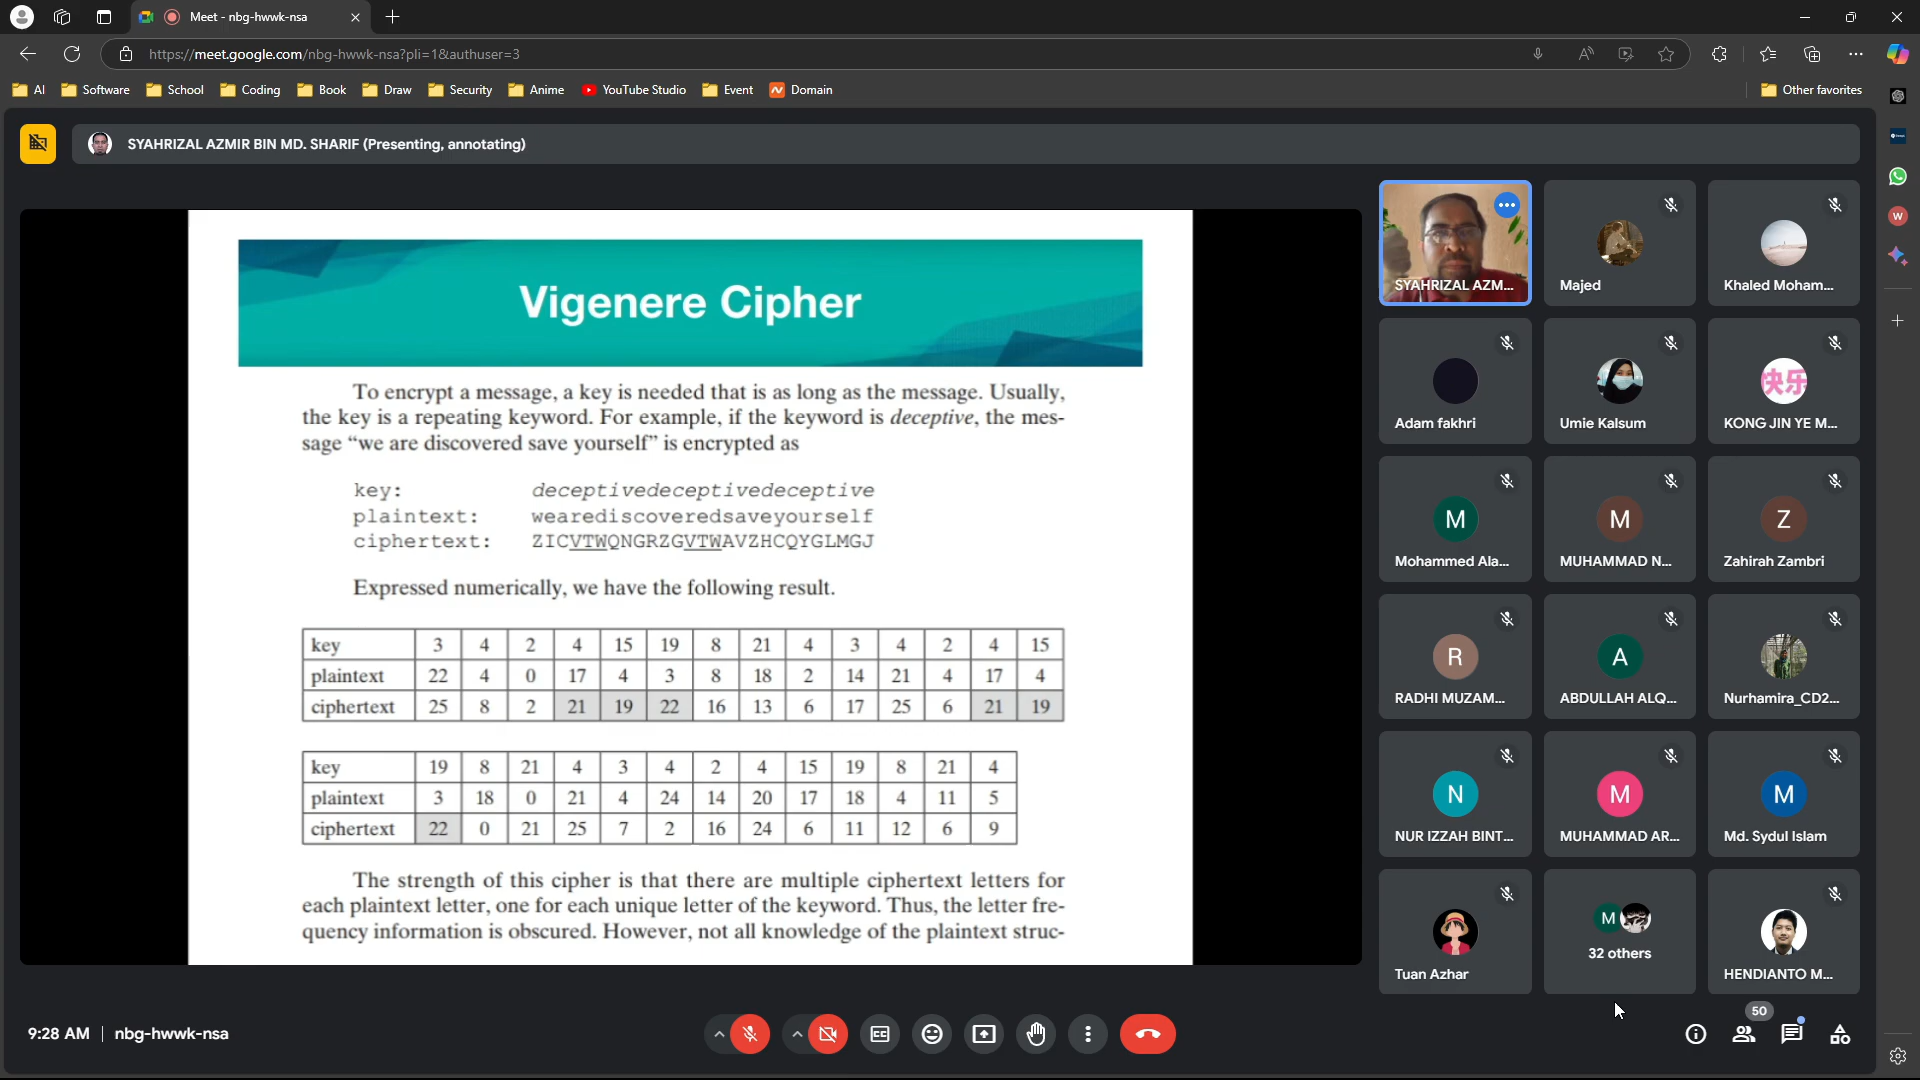 Meet - nbg-hwwk-nsa
https://meet.google.com/nbg-hwwk-nsa?pli=1&authuser=3
AI Software School Coding Book Draw Security Anime YouTube Studio Event Domain Other favorites
SYAHRIZAL AZMIR BIN MD. SHARIF (Presenting, annotating)
Vigenere Cipher
To encrypt a message, a key is needed that is as long as the message. Usually,
the key is a repeating keyword. For example, if the keyword is deceptive, the mes-
sage “we are discovered save yourself” is encrypted as
key: deceptivedeceptivedeceptive
plaintext: wearediscoveredsaveyourself
ciphertext: ZICVTWQNGRZGVTWAVZHCQYGLMGJ
Expressed numerically, we have the following result.
key 3 4 2 4 15 19 8 21 4 3 4 2 4 15
plaintext 22 4 0 17 4 3 8 18 2 14 21 4 17 4
ciphertext 25 8 2 21 19 22 16 13 6 17 25 6 21 19
key 19 8 21 4 3 4 2 4 15 19 8 21 4
plaintext 3 18 0 21 4 24 14 20 17 18 4 11 5
ciphertext 22 0 21 25 7 2 16 24 6 11 12 6 9
The strength of this cipher is that there are multiple ciphertext letters for
each plaintext letter, one for each unique letter of the keyword. Thus, the letter fre-
quency information is obscured. However, not all knowledge of the plaintext struc-
SYAHRIZAL AZM...
Majed
Khaled Moham...
Adam fakhri
Umie Kalsum
快乐
KONG JIN YE M...
M
Mohammed Ala...
M
MUHAMMAD N...
Z
Zahirah Zambri
R
RADHI MUZAM...
A
ABDULLAH ALQ...
Nurhamira_CD2...
N
NUR IZZAH BINT...
M
MUHAMMAD AR...
M
Md. Sydul Islam
Tuan Azhar
M
32 others
HENDIANTO M...
9:28 AM | nbg-hwwk-nsa
50
W